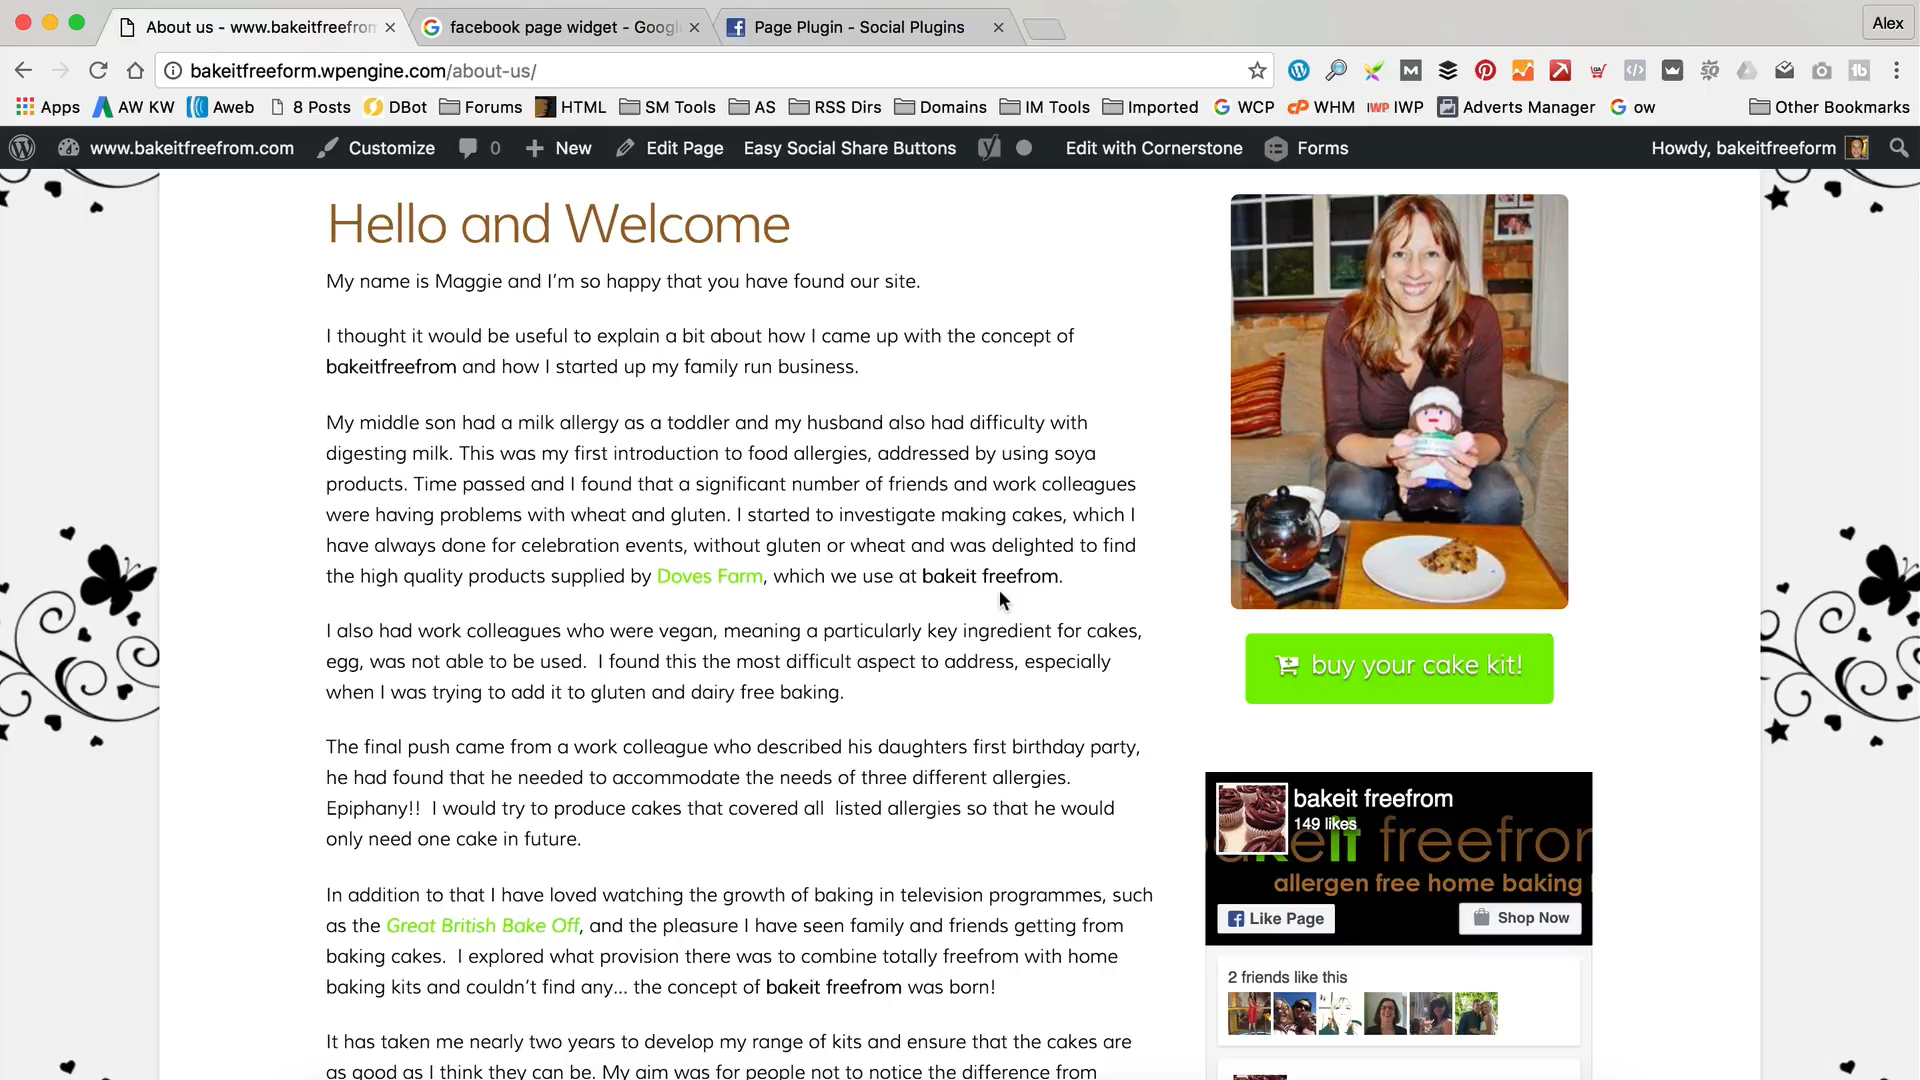 About us - www.bakeitfreefrom
facebook page widget - Googl
Page Plugin - Social Plugins
Alex
bakeitfreeform.wpengine.com/about-us/
Apps
AW KW
Aweb
8 Posts
DBot
Forums
HTML
SM Tools
AS
RSS Dirs
Domains
IM Tools
Imported
WCP
WHM
IWP
Adverts Manager
ow
Other Bookmarks
www.bakeitfreefrom.com
Customize
0
New
Edit Page
Easy Social Share Buttons
Edit with Cornerstone
Forms
Howdy, bakeitfreeform
Hello and Welcome
My name is Maggie and I'm so happy that you have found our site.
I thought it would be useful to explain a bit about how I came up with the concept of
bakeitfreefrom and how I started up my family run business.
My middle son had a milk allergy as a toddler and my husband also had difficulty with
digesting milk. This was my first introduction to food allergies, addressed by using soya
products. Time passed and I found that a significant number of friends and work colleagues
were having problems with wheat and gluten. I started to investigate making cakes, which I
have always done for celebration events, without gluten or wheat and was delighted to find
the high quality products supplied by Doves Farm, which we use at bakeit freefrom.
I also had work colleagues who were vegan, meaning a particularly key ingredient for cakes,
egg, was not able to be used.  I found this the most difficult aspect to address, especially
when I was trying to add it to gluten and dairy free baking.
The final push came from a work colleague who described his daughters first birthday party,
he had found that he needed to accommodate the needs of three different allergies.
Epiphany!!  I would try to produce cakes that covered all  listed allergies so that he would
only need one cake in future.
In addition to that I have loved watching the growth of baking in television programmes, such
as the Great British Bake Off, and the pleasure I have seen family and friends getting from
baking cakes.  I explored what provision there was to combine totally freefrom with home
baking kits and couldn't find any... the concept of bakeit freefrom was born!
It has taken me nearly two years to develop my range of kits and ensure that the cakes are
as good as I think they can be. My aim was for people not to notice the difference from
buy your cake kit!
bakeit freefrom
149 likes
allergen free home baking
Like Page
Shop Now
2 friends like this